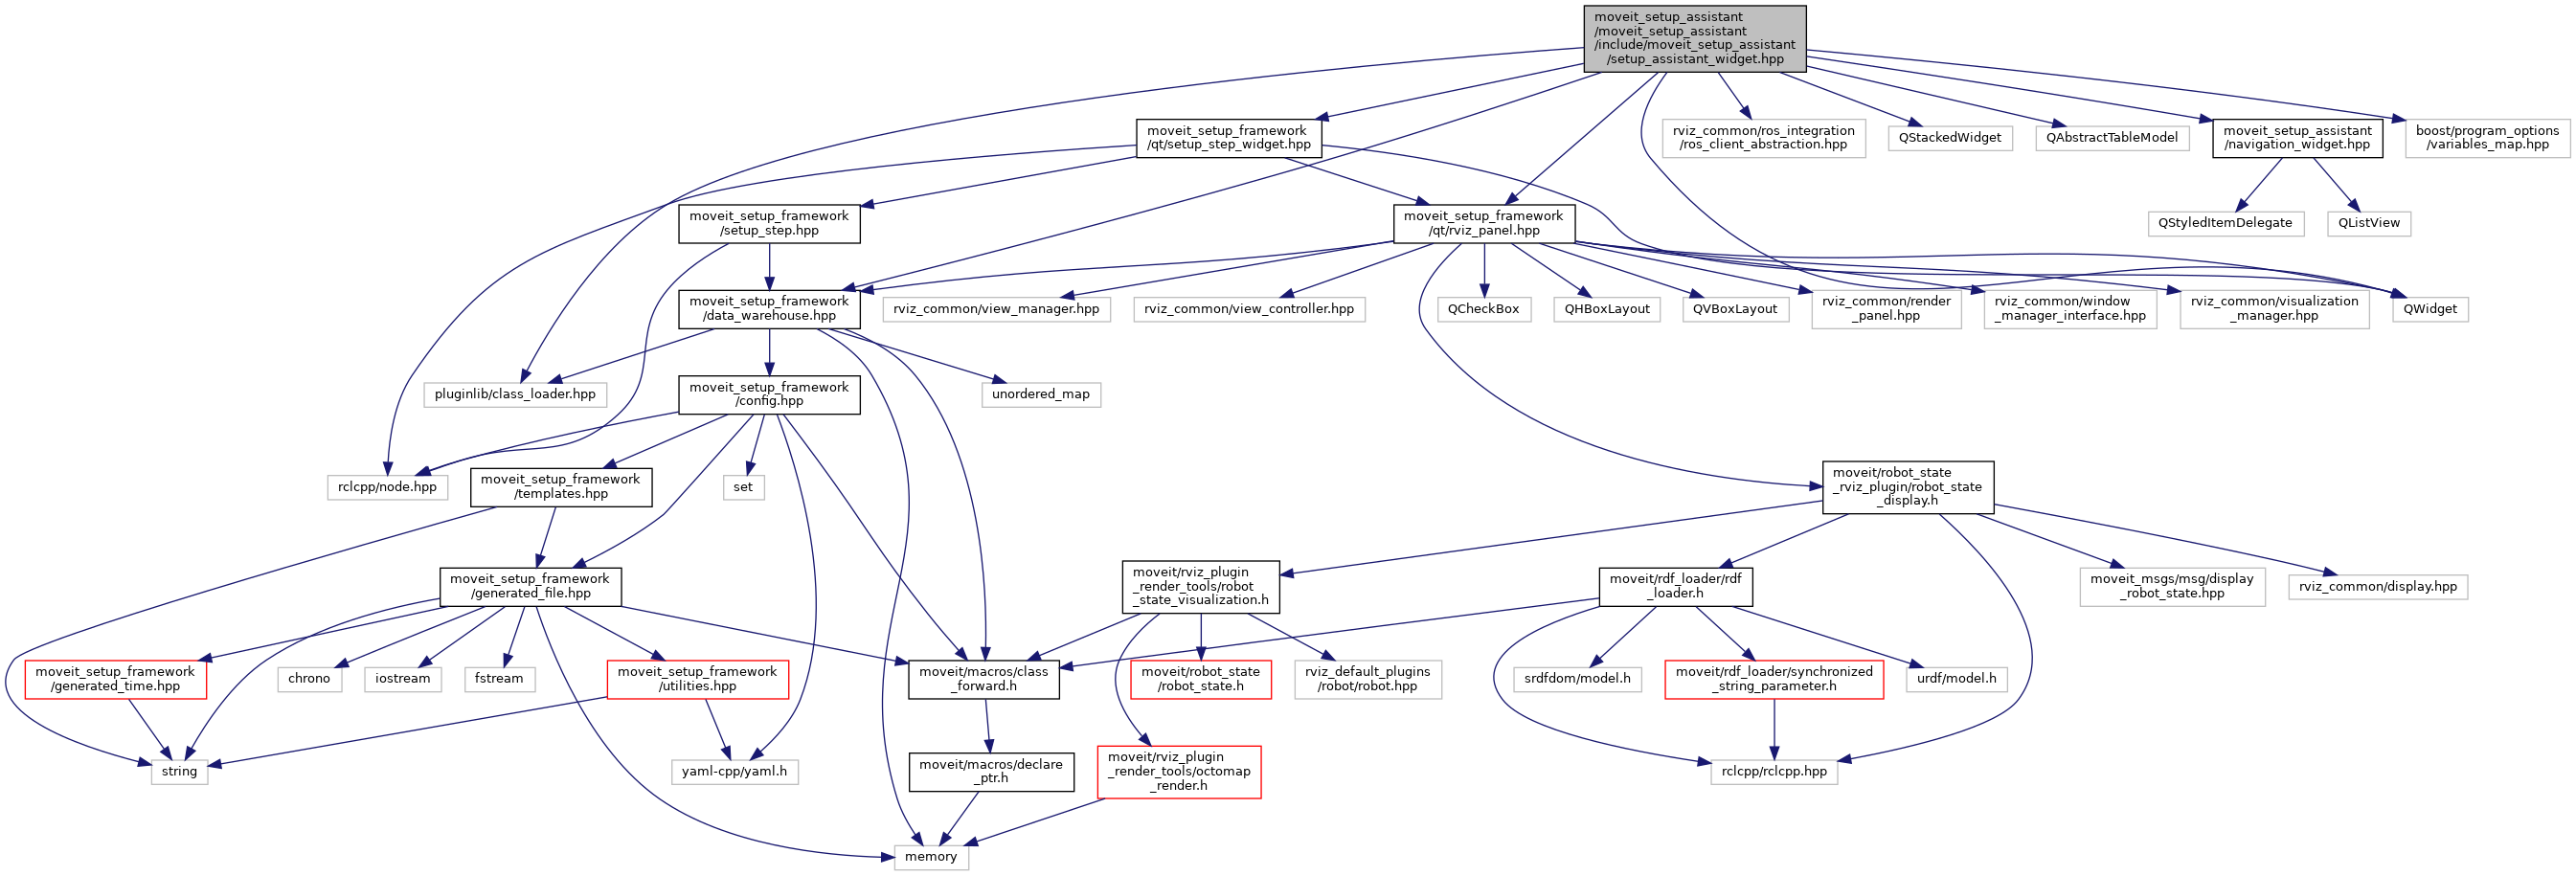 moveit_setup_assistant
/moveit_setup_assistant
/include/moveit_setup_assistant
/setup_assistant_widget.hpp
moveit_setup_framework
/qt/setup_step_widget.hpp
rviz_common/ros_integration
/ros_client_abstraction.hpp
QStackedWidget
QAbstractTableModel
moveit_setup_assistant
/navigation_widget.hpp
boost/program_options
/variables_map.hpp
moveit_setup_framework
/setup_step.hpp
moveit_setup_framework
/qt/rviz_panel.hpp
QStyledItemDelegate
QListView
moveit_setup_framework
/data_warehouse.hpp
rviz_common/view_manager.hpp
rviz_common/view_controller.hpp
QCheckBox
QHBoxLayout
QVBoxLayout
rviz_common/render
_panel.hpp
rviz_common/window
_manager_interface.hpp
rviz_common/visualization
_manager.hpp
QWidget
pluginlib/class_loader.hpp
moveit_setup_framework
/config.hpp
unordered_map
rclcpp/node.hpp
moveit_setup_framework
/templates.hpp
set
moveit/robot_state
_rviz_plugin/robot_state
_display.h
moveit_setup_framework
/generated_file.hpp
moveit/rviz_plugin
_render_tools/robot
_state_visualization.h
moveit/rdf_loader/rdf
_loader.h
moveit_msgs/msg/display
_robot_state.hpp
rviz_common/display.hpp
moveit_setup_framework
/generated_time.hpp
chrono
iostream
fstream
moveit_setup_framework
/utilities.hpp
moveit/macros/class
_forward.h
moveit/robot_state
/robot_state.h
rviz_default_plugins
/robot/robot.hpp
srdfdom/model.h
moveit/rdf_loader/synchronized
_string_parameter.h
urdf/model.h
string
yaml-cpp/yaml.h
moveit/macros/declare
_ptr.h
moveit/rviz_plugin
_render_tools/octomap
_render.h
rclcpp/rclcpp.hpp
memory